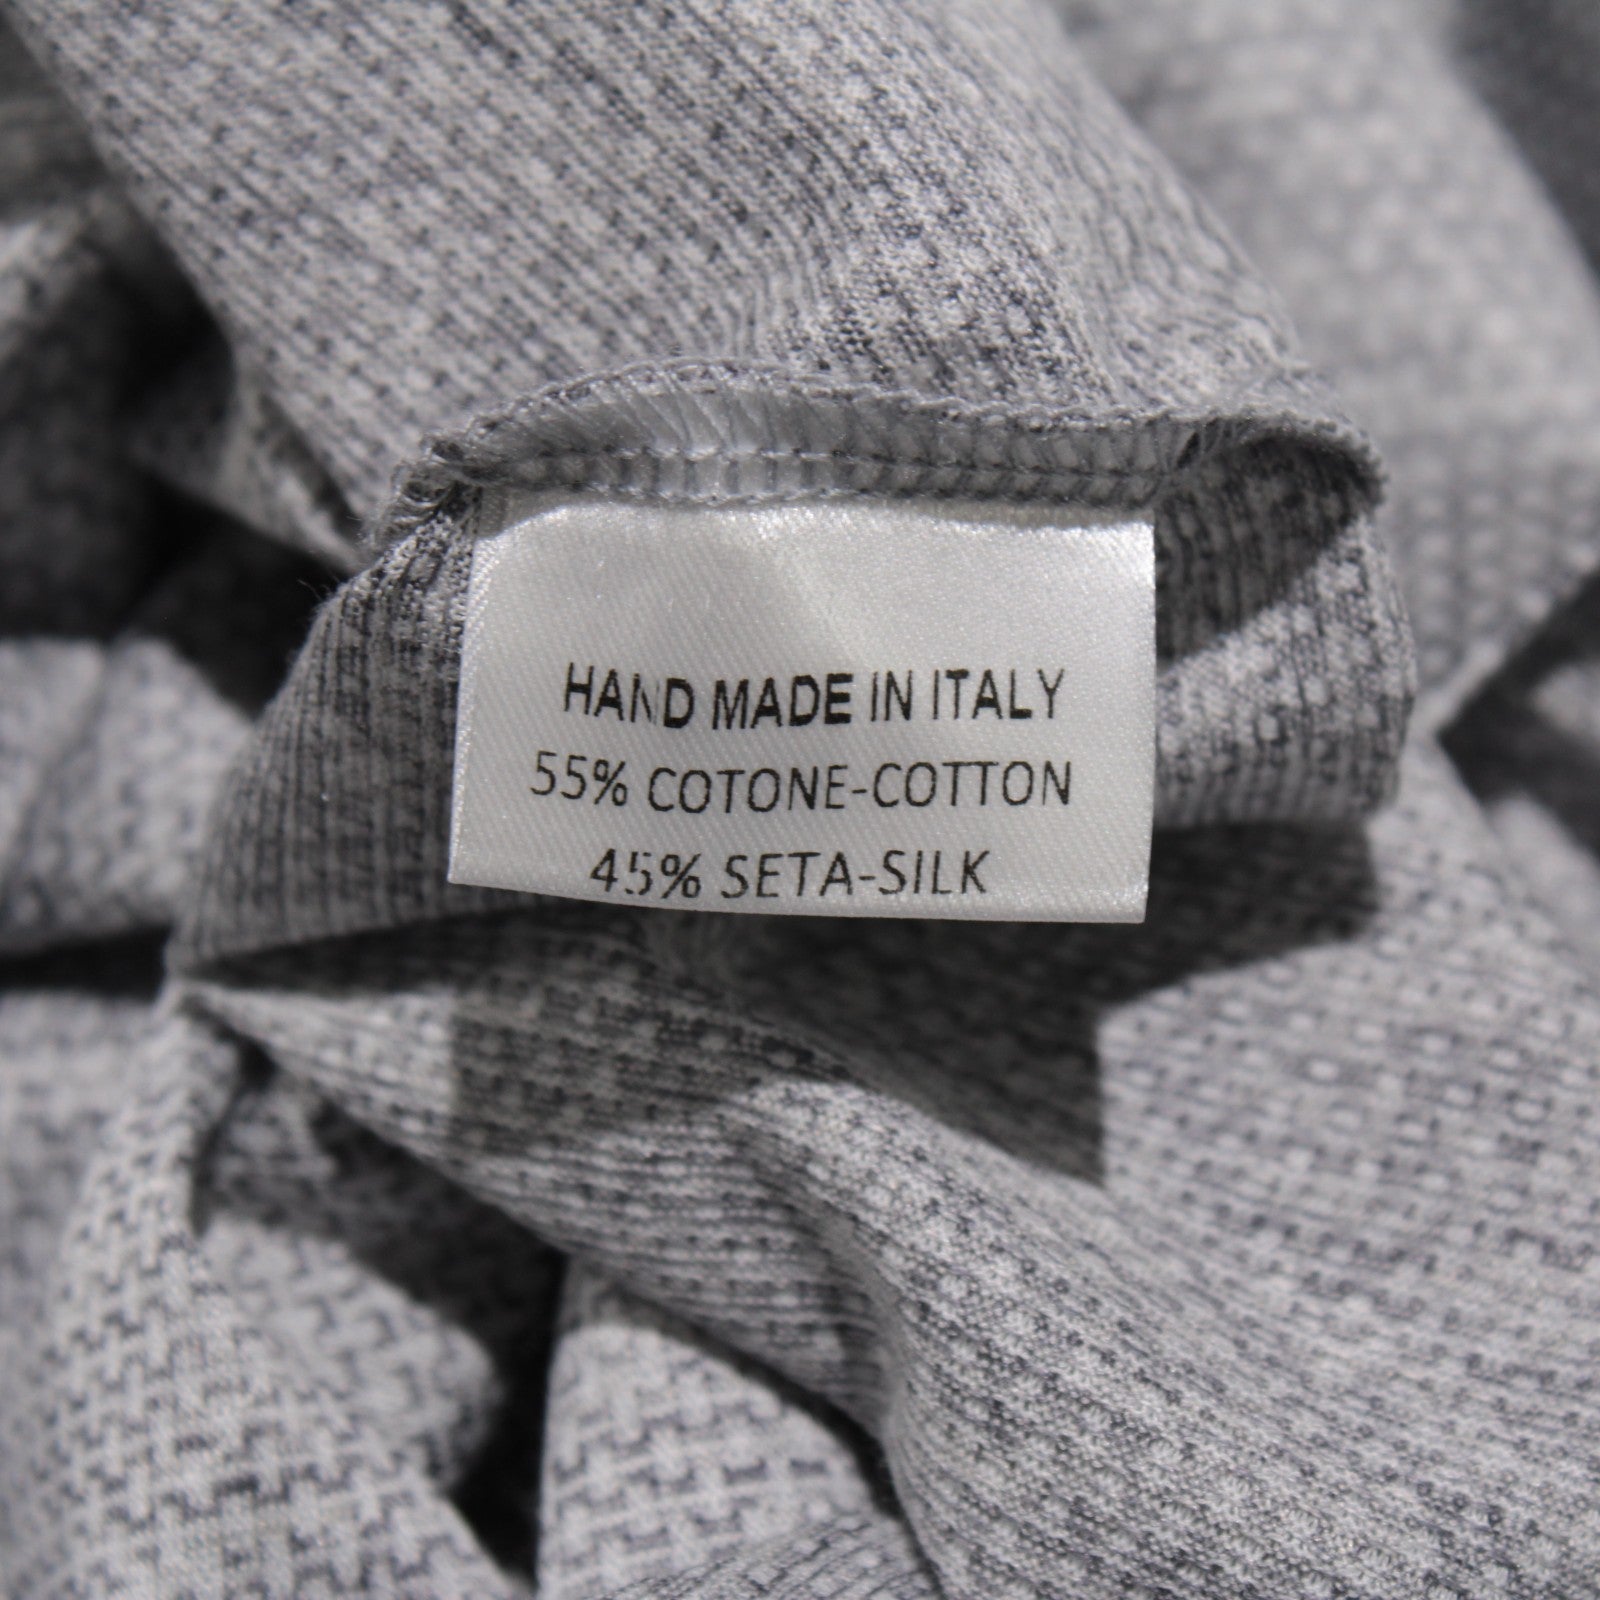 HAND MADE IN ITALY
55% COTONE-COTTON
45% SETA-SILK